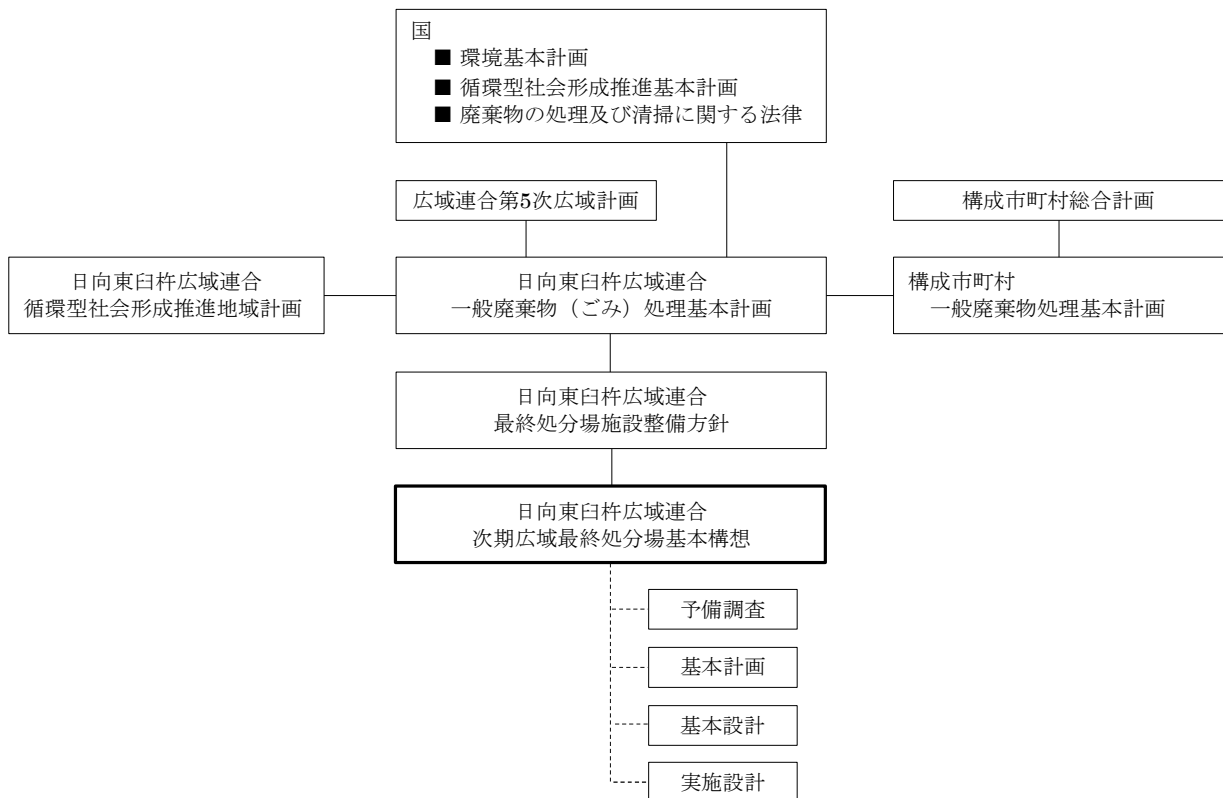 国
■ 環境基本計画
■ 循環型社会形成推進基本計画
■ 廃棄物の処理及び清掃に関する法律
広域連合第5次広域計画
構成市町村総合計画
日向東臼杵広域連合
循環型社会形成推進地域計画
日向東臼杵広域連合
一般廃棄物（ごみ）処理基本計画
構成市町村
一般廃棄物処理基本計画
日向東臼杵広域連合
最終処分場施設整備方針
日向東臼杵広域連合
次期広域最終処分場基本構想
予備調査
基本計画
基本設計
実施設計